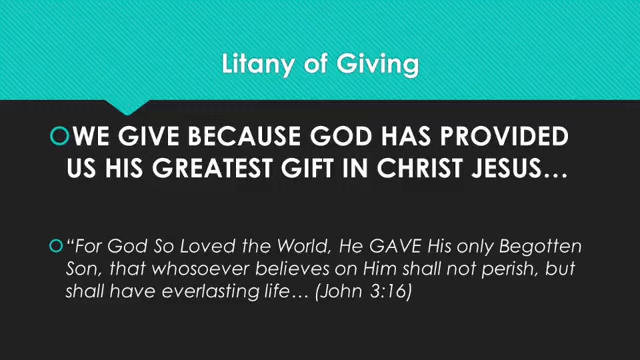 Litany of Giving
WE GIVE BECAUSE GOD HAS PROVIDED
US HIS GREATEST GIFT IN CHRIST JESUS…
“For God So Loved the World, He GAVE His only Begotten
Son, that whosoever believes on Him shall not perish, but
shall have everlasting life… (John 3:16)